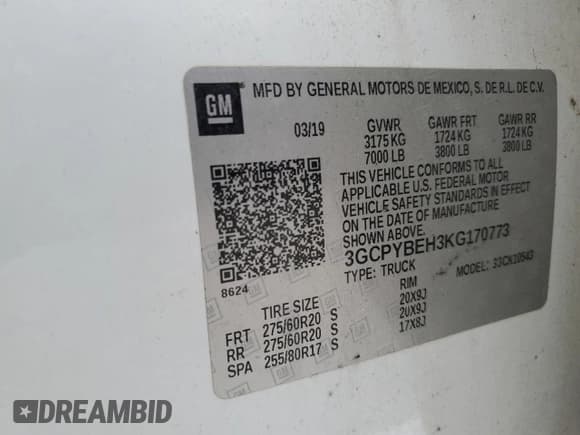 GM
MFD BY GENERAL MOTORS DE MEXICO, S. DE R.L. DE C.V.
03/19 GVWR GAWR FRT GAWR RR
3175 KG 1724 KG 1724 KG
7000 LB 3800 LB 3800 LB
THIS VEHICLE CONFORMS TO ALL
APPLICABLE U.S. FEDERAL MOTOR
VEHICLE SAFETY STANDARDS IN EFFECT
ON THE DATE OF MANUFACTURE
SHOWN ABOVE.
3GCPYBEH3KG170773
TYPE: TRUCK MODEL:
8624
TIRE SIZE RIM
FRT 275/60R20 S 20X9J
RR 275/60R20 S 20X9J
SPA 255/80R17 S 17X8J
DREAMBID